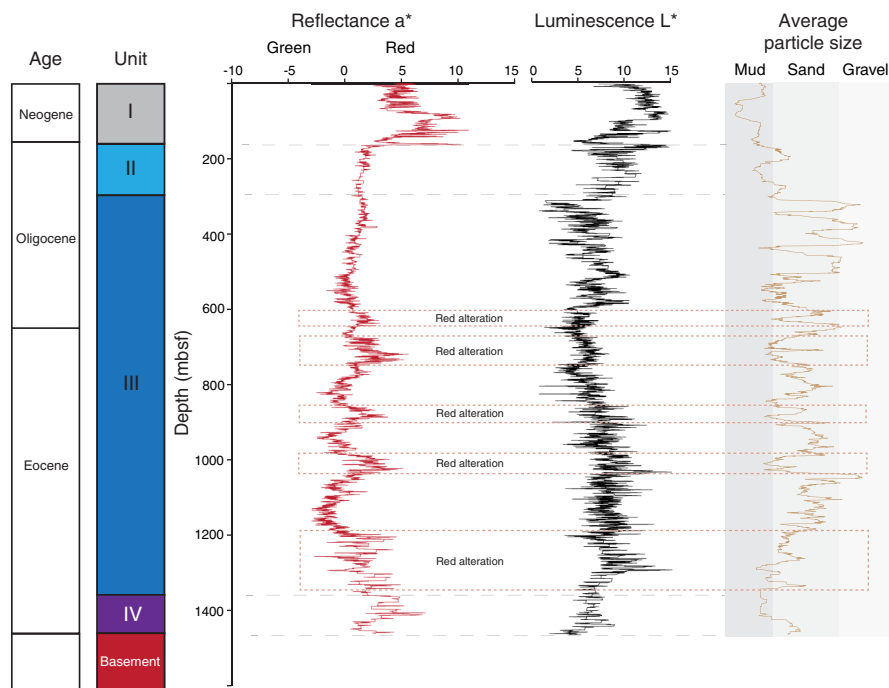 Reflectance a*
Luminescence L*
Average
particle size
Age
Unit
Green
Red
Mud
Sand
Gravel
-10
-5
0
5
10
15
0
5
10
15
Neogene
I
II
200
Oligocene
400
600
Red alteration
Red alteration
III
Depth (mbsf)
800
Red alteration
Eocene
1000
Red alteration
1200
Red alteration
IV
1400
Basement